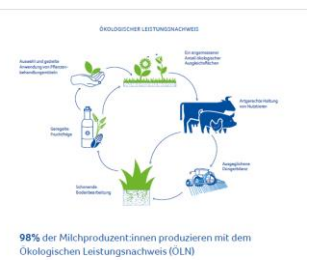 ÖKOLOGISCHER LEISTUNGSNACHWEIS
Ein angemessener
Anteil ökologischer
Ausgleichsflächen
Auswahl und gezielte
Anwendung von Pflanzen-
behandlungsmitteln
Artgerechte Haltung
von Nutztieren
Geregelte
Fruchtfolge
Ausgeglichene
Düngerbilanz
Schonende
Bodenbearbeitung
98% der Milchproduzent:innen produzieren mit dem
Ökologischen Leistungsnachweis (ÖLN)